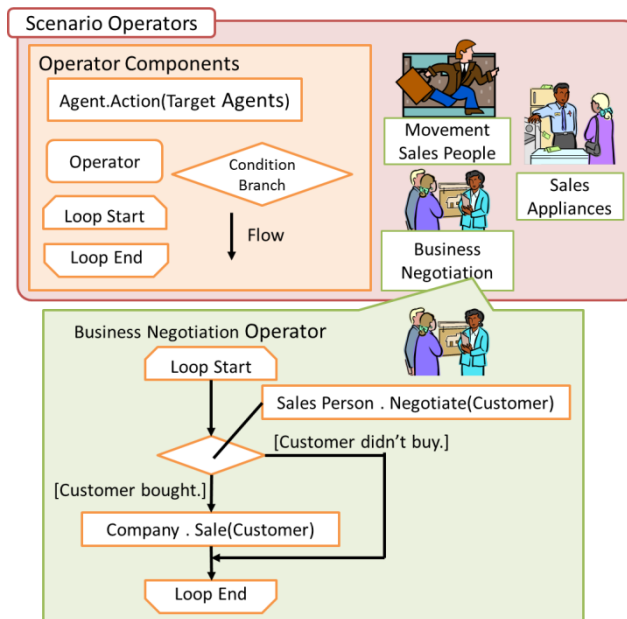 Scenario Operators
Operator Components
Agent.Action(Target Agents)
Operator
Condition
Branch
Loop Start
Loop End
Flow
Movement
Sales People
Sales
Appliances
Business
Negotiation
Business Negotiation Operator
Loop Start
Sales Person . Negotiate(Customer)
[Customer didn't buy.]
[Customer bought.]
Company . Sale(Customer)
Loop End